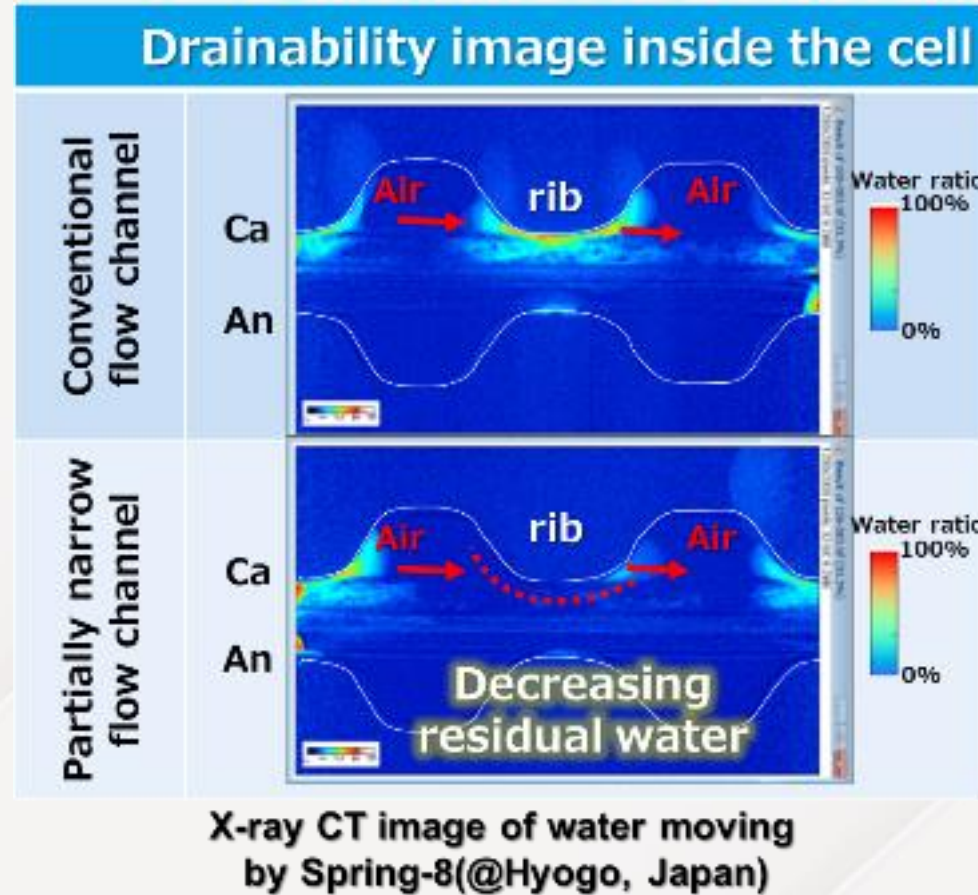 Drainability image inside the cell
Conventional
flow channel
Ca
An
Air
rib
Air
Water ratio
100%
0%
Partially narrow
flow channel
Ca
An
Air
rib
Air
Decreasing
residual water
Water ratio
100%
0%
X-ray CT image of water moving
by Spring-8(@Hyogo, Japan)